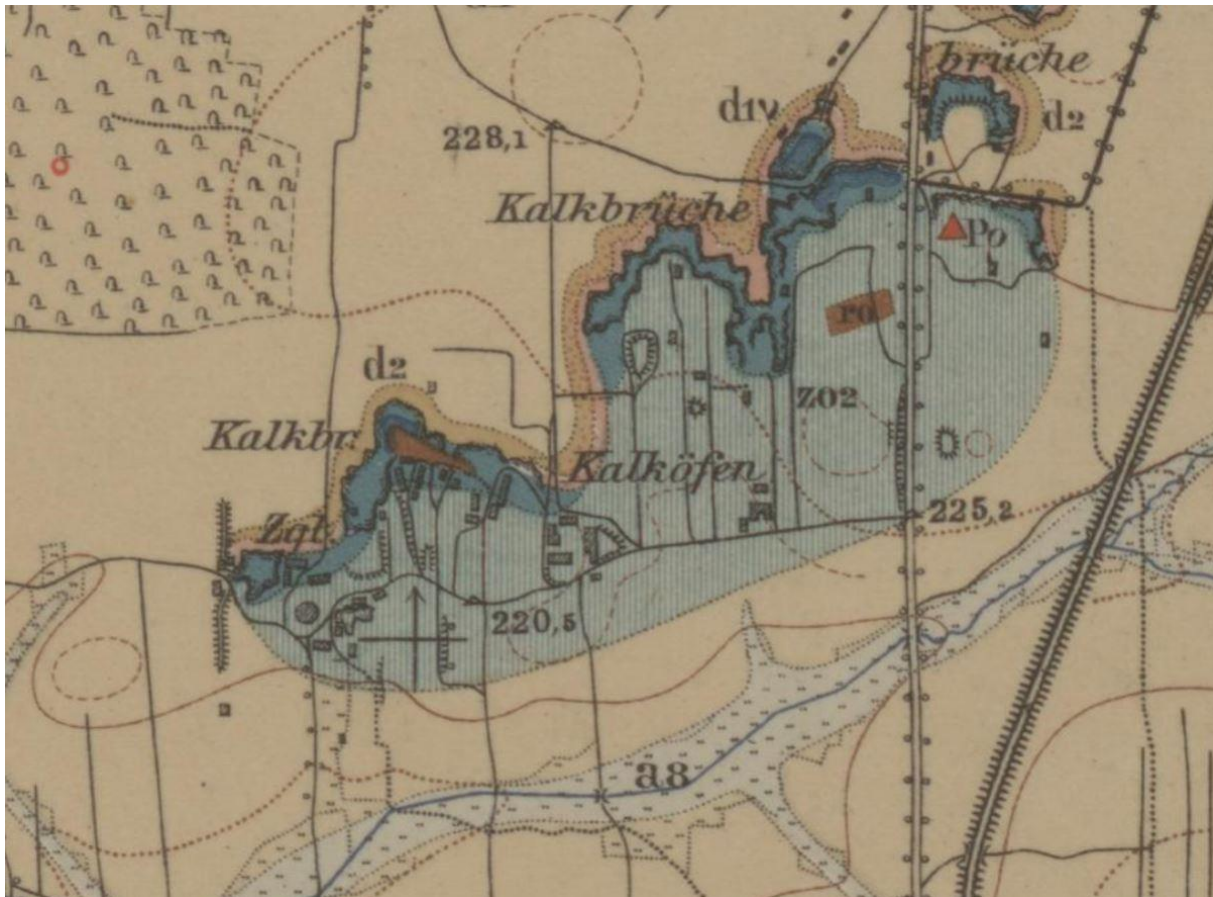 brüche
d1v
d2
228,1
Kalkbrüche
po
ro
d2
zo2
Kalkbr.
Kalköfen
225,2
Zgl.
220,5
a8